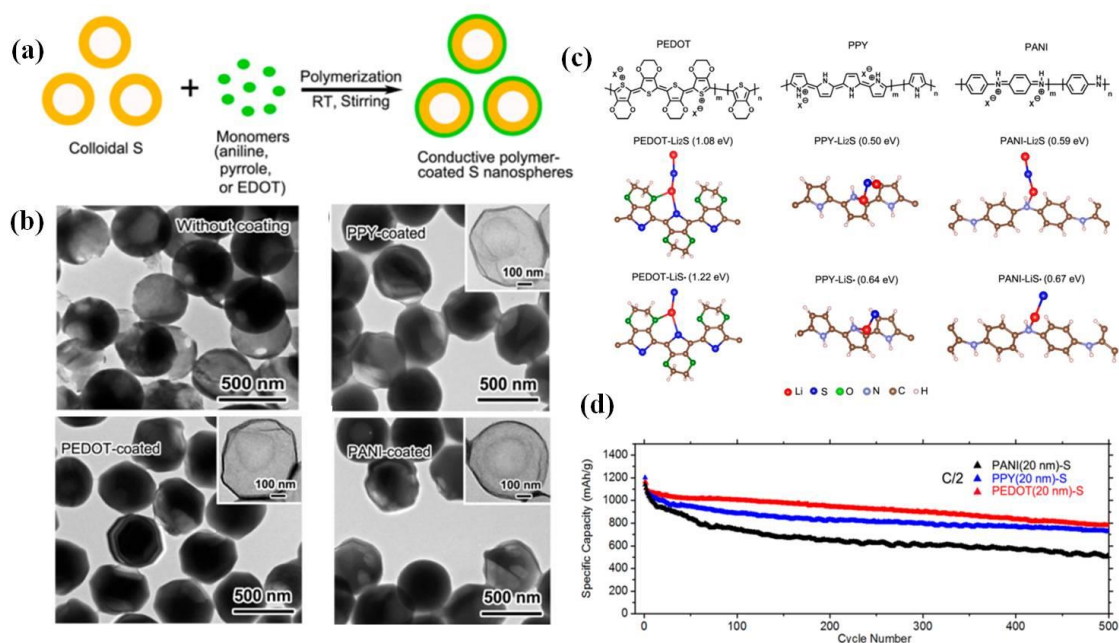 (a)
Colloidal S
+
Monomers
(aniline,
pyrrole,
or EDOT)
Polymerization
RT, Stirring
Conductive polymer-
coated S nanospheres
(b)
Without coating
500 nm
PPY-coated
100 nm
500 nm
PEDOT-coated
100 nm
500 nm
PANI-coated
100 nm
500 nm
(c)
PEDOT
PPY
PANI
PEDOT-Li₂S (1.08 eV)
PPY-Li₂S (0.50 eV)
PANI-Li₂S (0.59 eV)
PEDOT-LiS• (1.22 eV)
PPY-LiS• (0.64 eV)
PANI-LiS• (0.67 eV)
Li S O N C H
(d)
C/2
PANI(20 nm)-S
PPY(20 nm)-S
PEDOT(20 nm)-S
Specific Capacity (mAh/g)
1400
1200
1000
800
600
400
200
0
0 100 200 300 400 500
Cycle Number